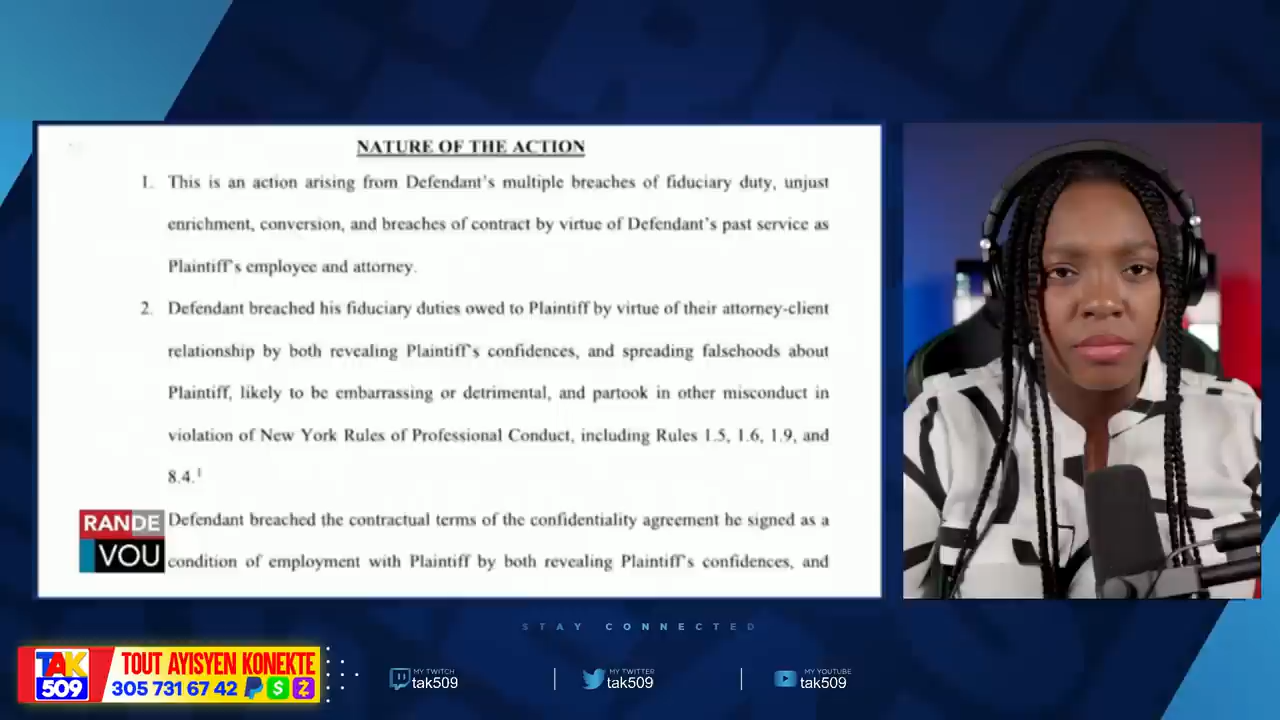 NATURE OF THE ACTION
1. This is an action arising from Defendant's multiple breaches of fiduciary duty, unjust
enrichment, conversion, and breaches of contract by virtue of Defendant's past service as
Plaintiff's employee and attorney.
2. Defendant breached his fiduciary duties owed to Plaintiff by virtue of their attorney-client
relationship by both revealing Plaintiff's confidences, and spreading falsehoods about
Plaintiff, likely to be embarrassing or detrimental, and partook in other misconduct in
violation of New York Rules of Professional Conduct, including Rules 1.5, 1.6, 1.9, and
8.4.¹
Defendant breached the contractual terms of the confidentiality agreement he signed as a
condition of employment with Plaintiff by both revealing Plaintiff's confidences, and
RANDE
VOU
STAY CONNECTED
TAK
509
TOUT AYISYEN KONEKTE
305 731 67 42
MY TWITCH
tak509
MY TWITTER
tak509
MY YOUTUBE
tak509